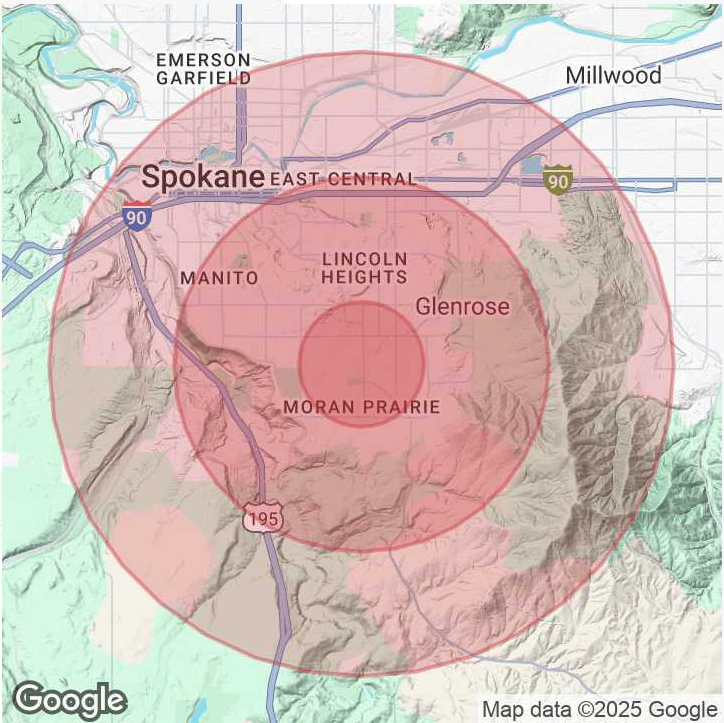 EMERSON
GARFIELD
Millwood
Spokane
EAST CENTRAL
90
90
LINCOLN
HEIGHTS
MANITO
Glenrose
MORAN PRAIRIE
195
Google
Map data ©2025 Google